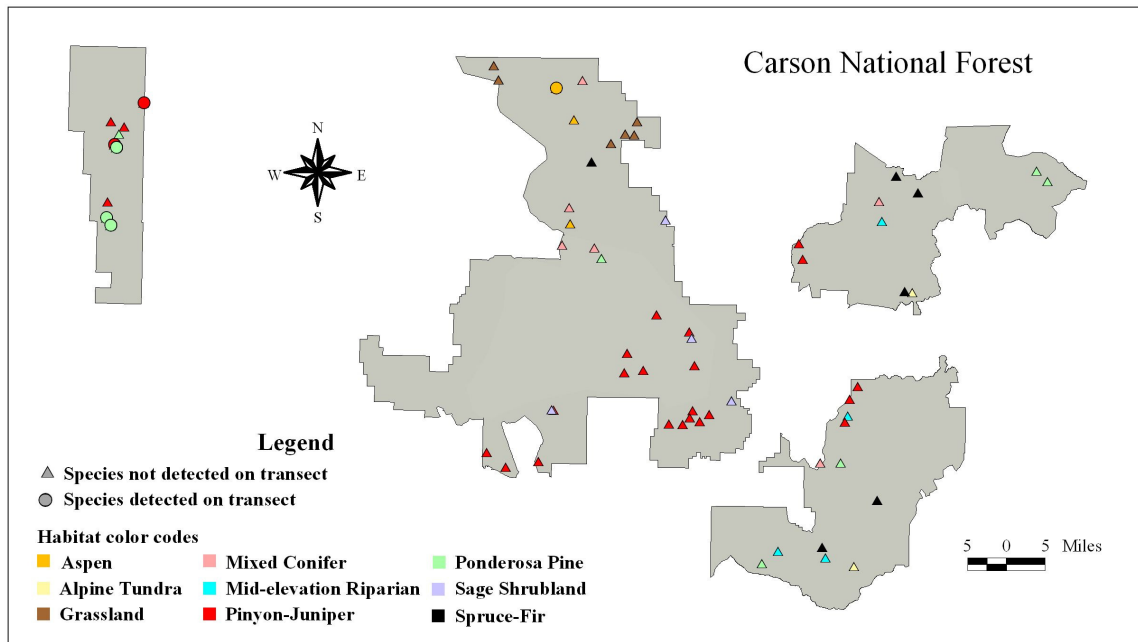 Carson National Forest
N
W E
S
Legend
Species not detected on transect
Species detected on transect
Habitat color codes
Aspen Mixed Conifer Ponderosa Pine
Alpine Tundra Mid-elevation Riparian Sage Shrubland
Grassland Pinyon-Juniper Spruce-Fir
5 0 5 Miles